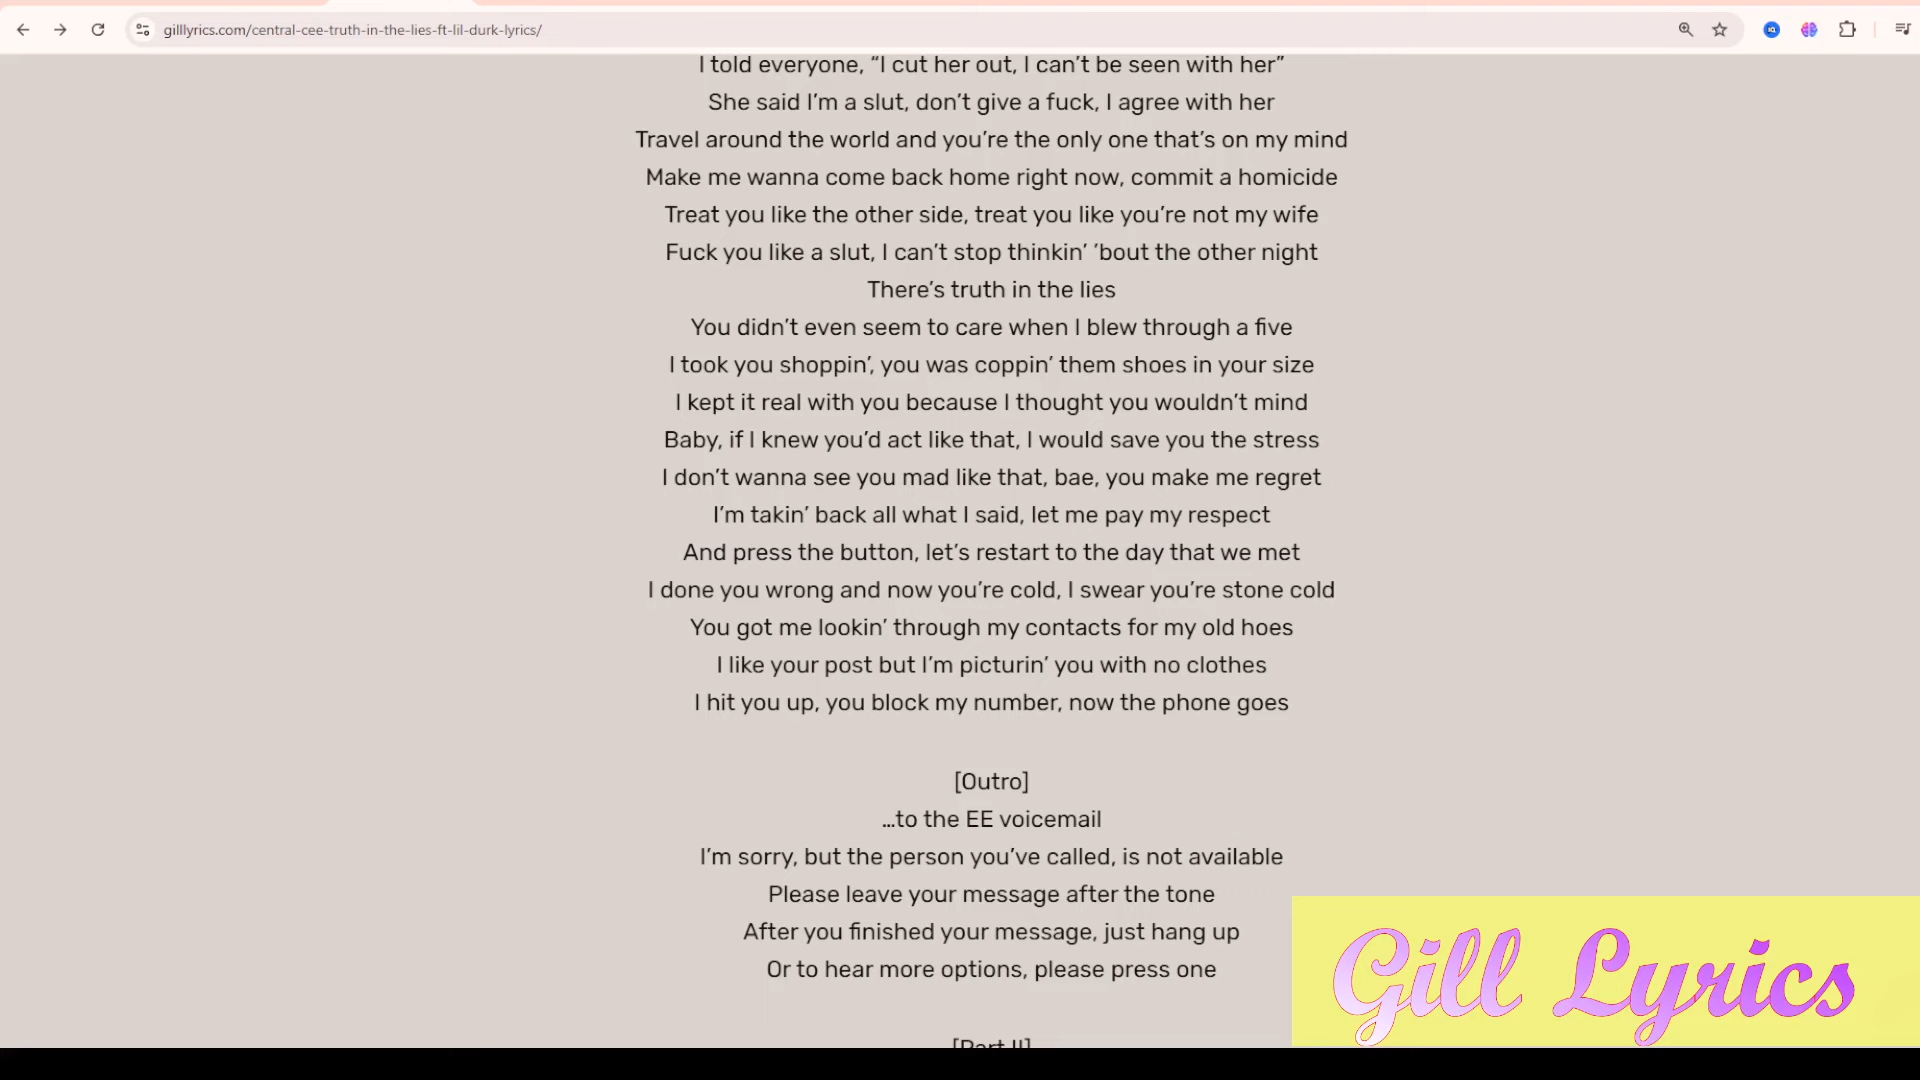 gilllyrics.com/central-cee-truth-in-the-lies-ft-lil-durk-lyrics/
I told everyone, “I cut her out, I can’t be seen with her”
She said I’m a slut, don’t give a fuck, I agree with her
Travel around the world and you’re the only one that’s on my mind
Make me wanna come back home right now, commit a homicide
Treat you like the other side, treat you like you’re not my wife
Fuck you like a slut, I can’t stop thinkin’ ’bout the other night
There’s truth in the lies
You didn’t even seem to care when I blew through a five
I took you shoppin’, you was coppin’ them shoes in your size
I kept it real with you because I thought you wouldn’t mind
Baby, if I knew you’d act like that, I would save you the stress
I don’t wanna see you mad like that, bae, you make me regret
I’m takin’ back all what I said, let me pay my respect
And press the button, let’s restart to the day that we met
I done you wrong and now you’re cold, I swear you’re stone cold
You got me lookin’ through my contacts for my old hoes
I like your post but I’m picturin’ you with no clothes
I hit you up, you block my number, now the phone goes
[Outro]
…to the EE voicemail
I’m sorry, but the person you’ve called, is not available
Please leave your message after the tone
After you finished your message, just hang up
Or to hear more options, please press one
[Part II]
Gill Lyrics